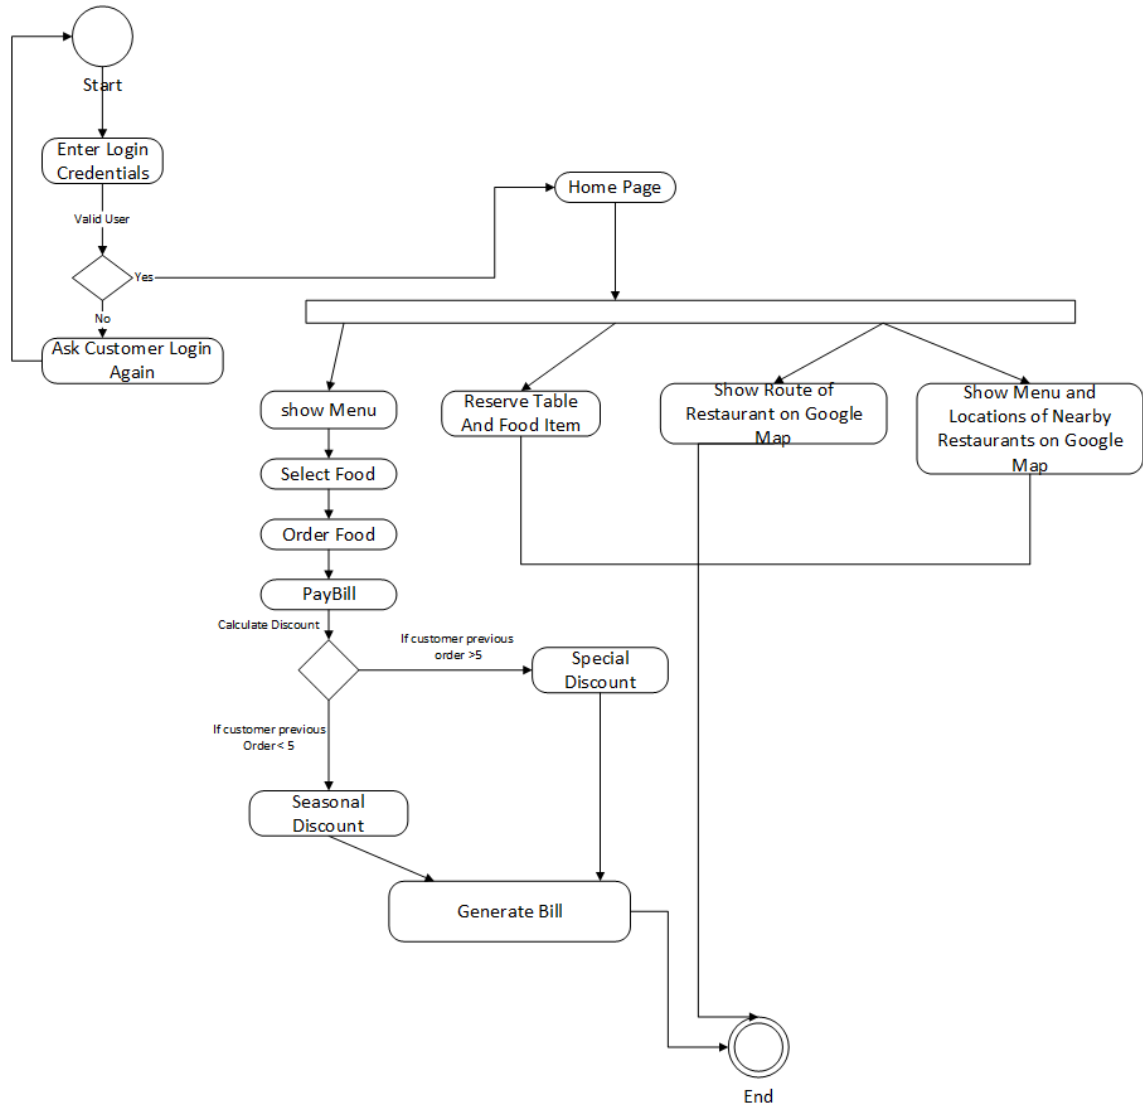 Start
Enter Login
Credentials
Valid User
Yes
No
Ask Customer Login
Again
Home Page
show Menu
Select Food
Order Food
PayBill
Calculate Discount
If customer previous
order >5
Special
Discount
If customer previous
Order< 5
Seasonal
Discount
Generate Bill
Reserve Table
And Food Item
Show Route of
Restaurant on Google
Map
Show Menu and
Locations of Nearby
Restaurants on Google
Map
End